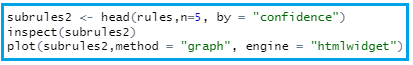 subrules2 <- head(rules,n=5, by = "confidence")
inspect(subrules2)
plot(subrules2,method = "graph", engine = "htmlwidget")